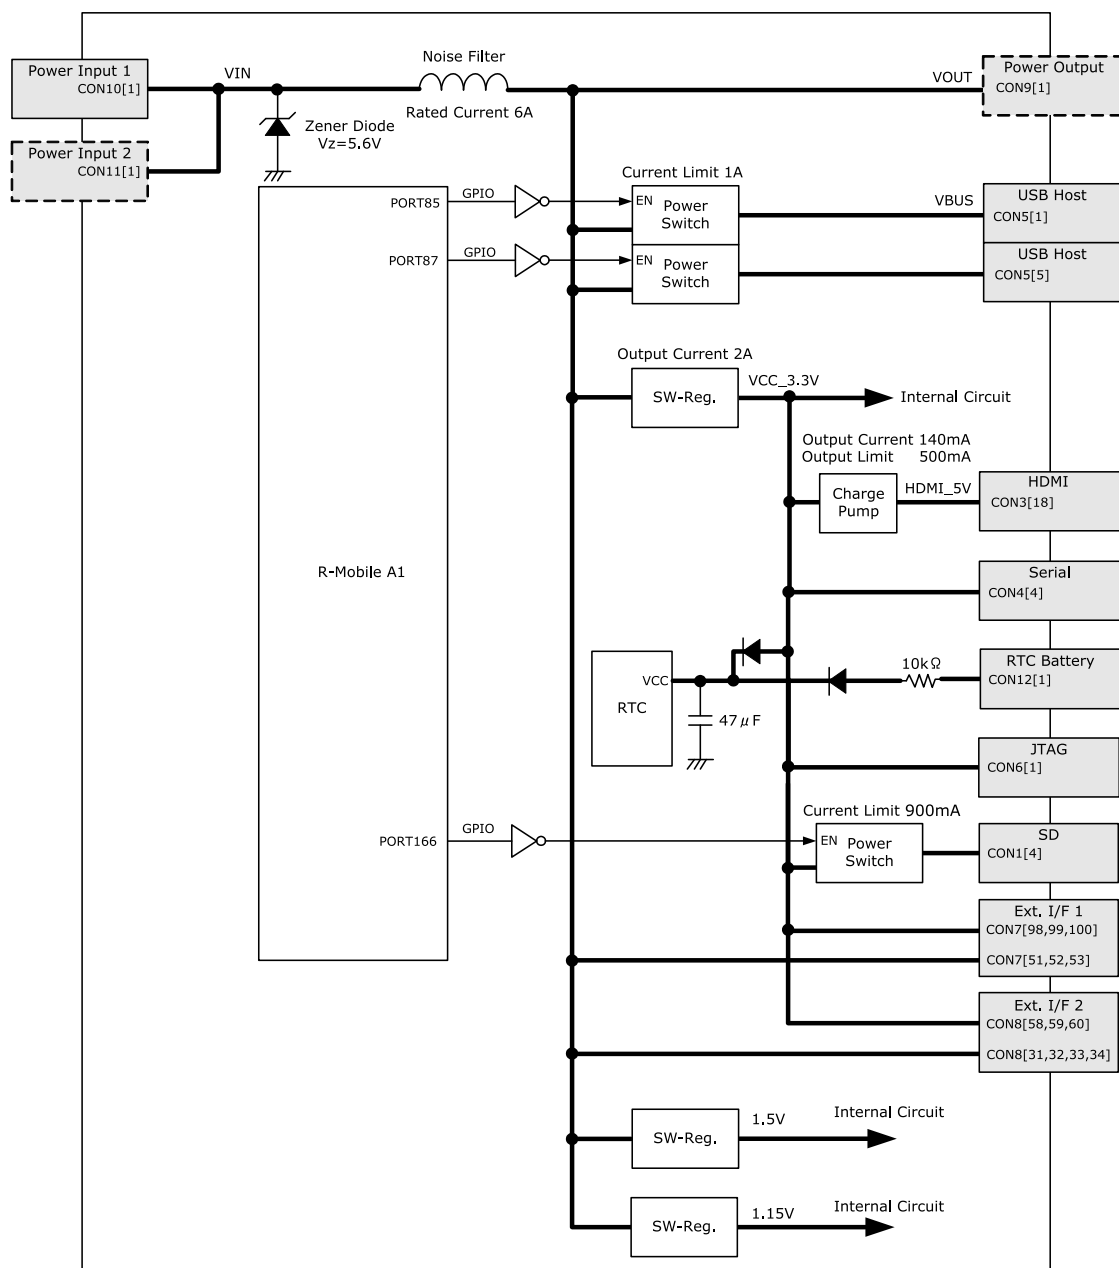 Noise Filter
Power Input 1
CON10[1]
VIN
VOUT
Power Output
CON9[1]
Rated Current 6A
Zener Diode
Vz=5.6V
Power Input 2
CON11[1]
Current Limit 1A
PORT85
GPIO
EN
Power
Switch
VBUS
USB Host
CON5[1]
PORT87
GPIO
EN
Power
Switch
USB Host
CON5[5]
Output Current 2A
SW-Reg.
VCC_3.3V
Internal Circuit
Output Current 140mA
Output Limit 500mA
Charge
Pump
HDMI_5V
HDMI
CON3[18]
R-Mobile A1
Serial
CON4[4]
RTC
VCC
47μF
10kΩ
RTC Battery
CON12[1]
JTAG
CON6[1]
Current Limit 900mA
PORT166
GPIO
EN
Power
Switch
SD
CON1[4]
Ext. I/F 1
CON7[98,99,100]
CON7[51,52,53]
Ext. I/F 2
CON8[58,59,60]
CON8[31,32,33,34]
SW-Reg.
1.5V
Internal Circuit
SW-Reg.
1.15V
Internal Circuit